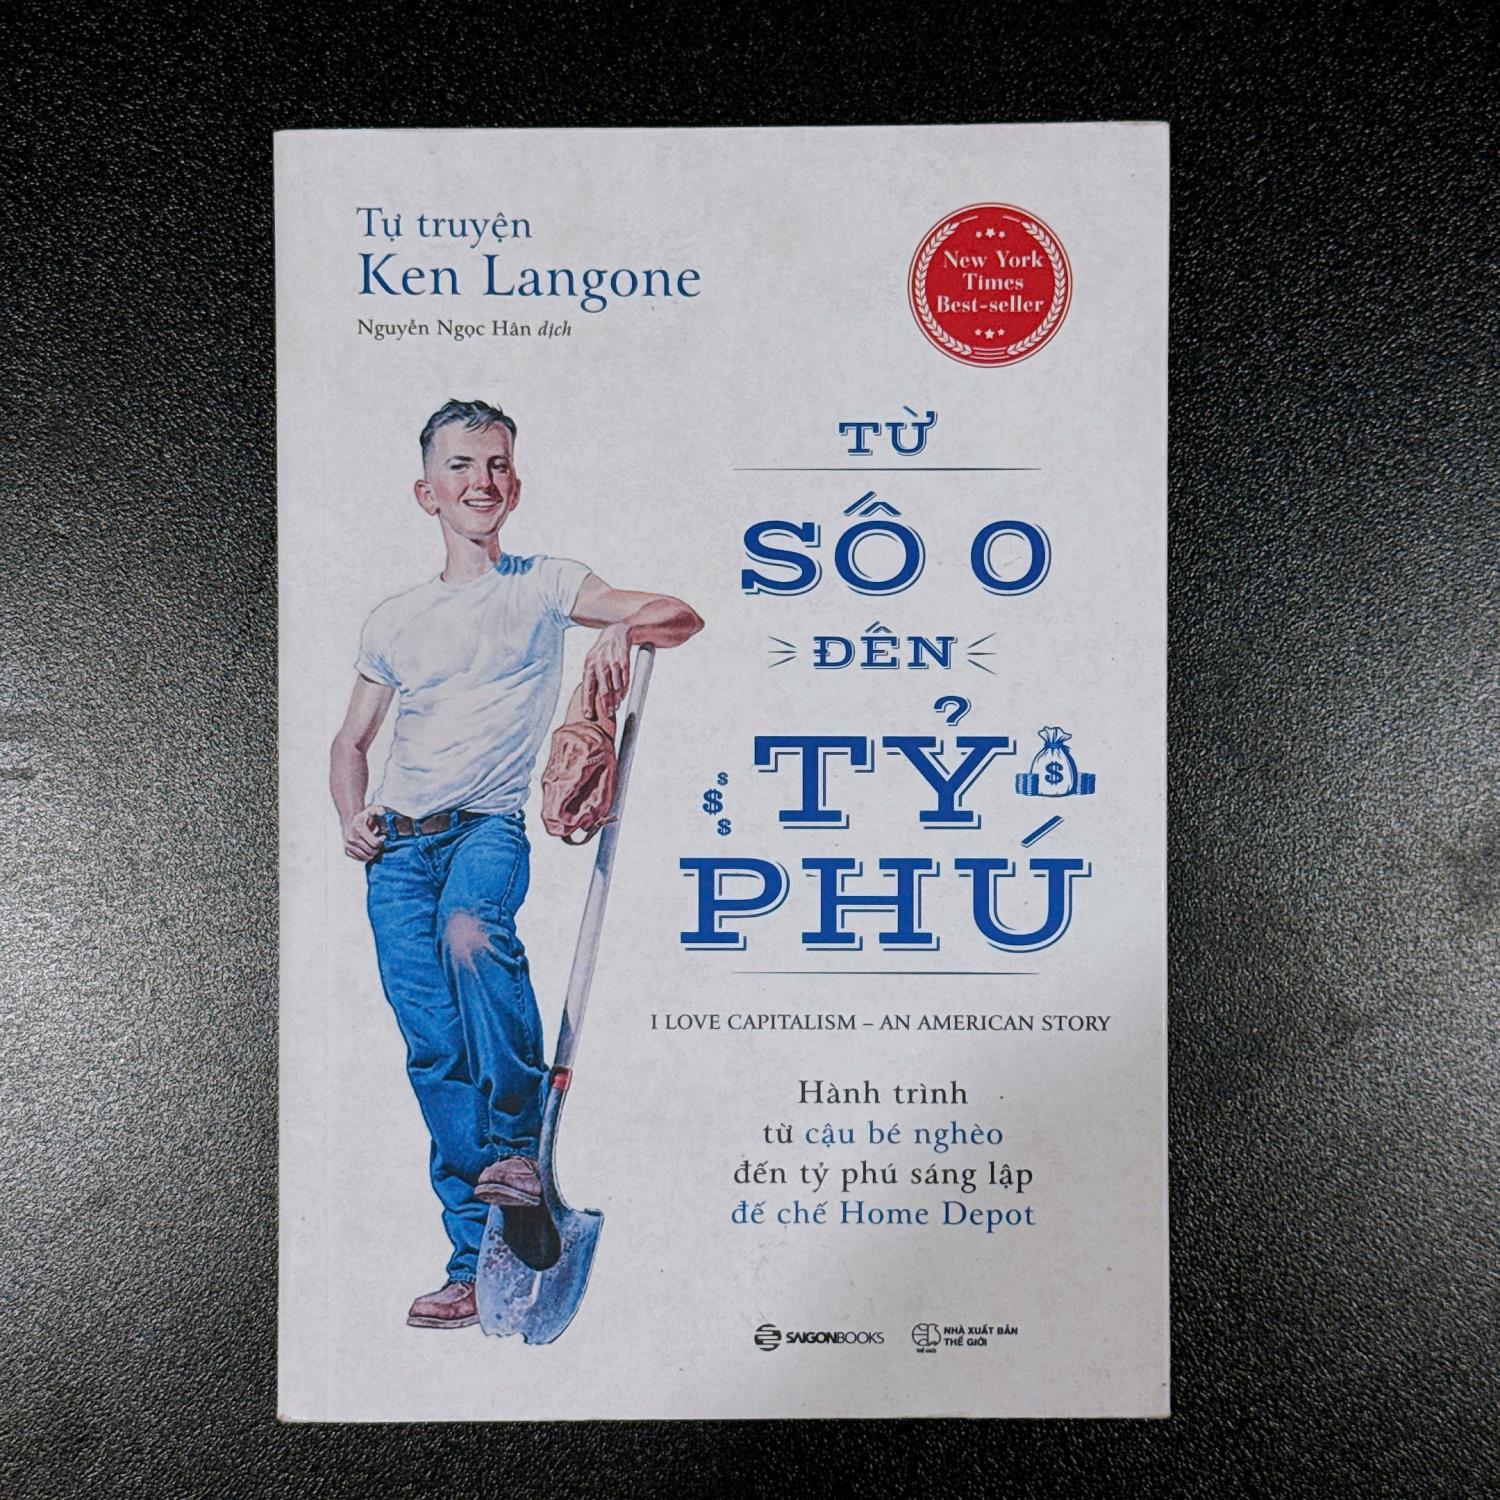 Tự truyện
Ken Langone
Nguyễn Ngọc Hân dịch
New York
Times
Best-seller
TỪ
SỐ 0
ĐẾN
TỶ
$
$
$
$
PHÚ
I LOVE CAPITALISM – AN AMERICAN STORY
Hành trình
từ cậu bé nghèo
đến tỷ phú sáng lập
đế chế Home Depot
SAIGONBOOKS
NHÀ XUẤT BẢN
THẾ GIỚI
THẾ GIỚI